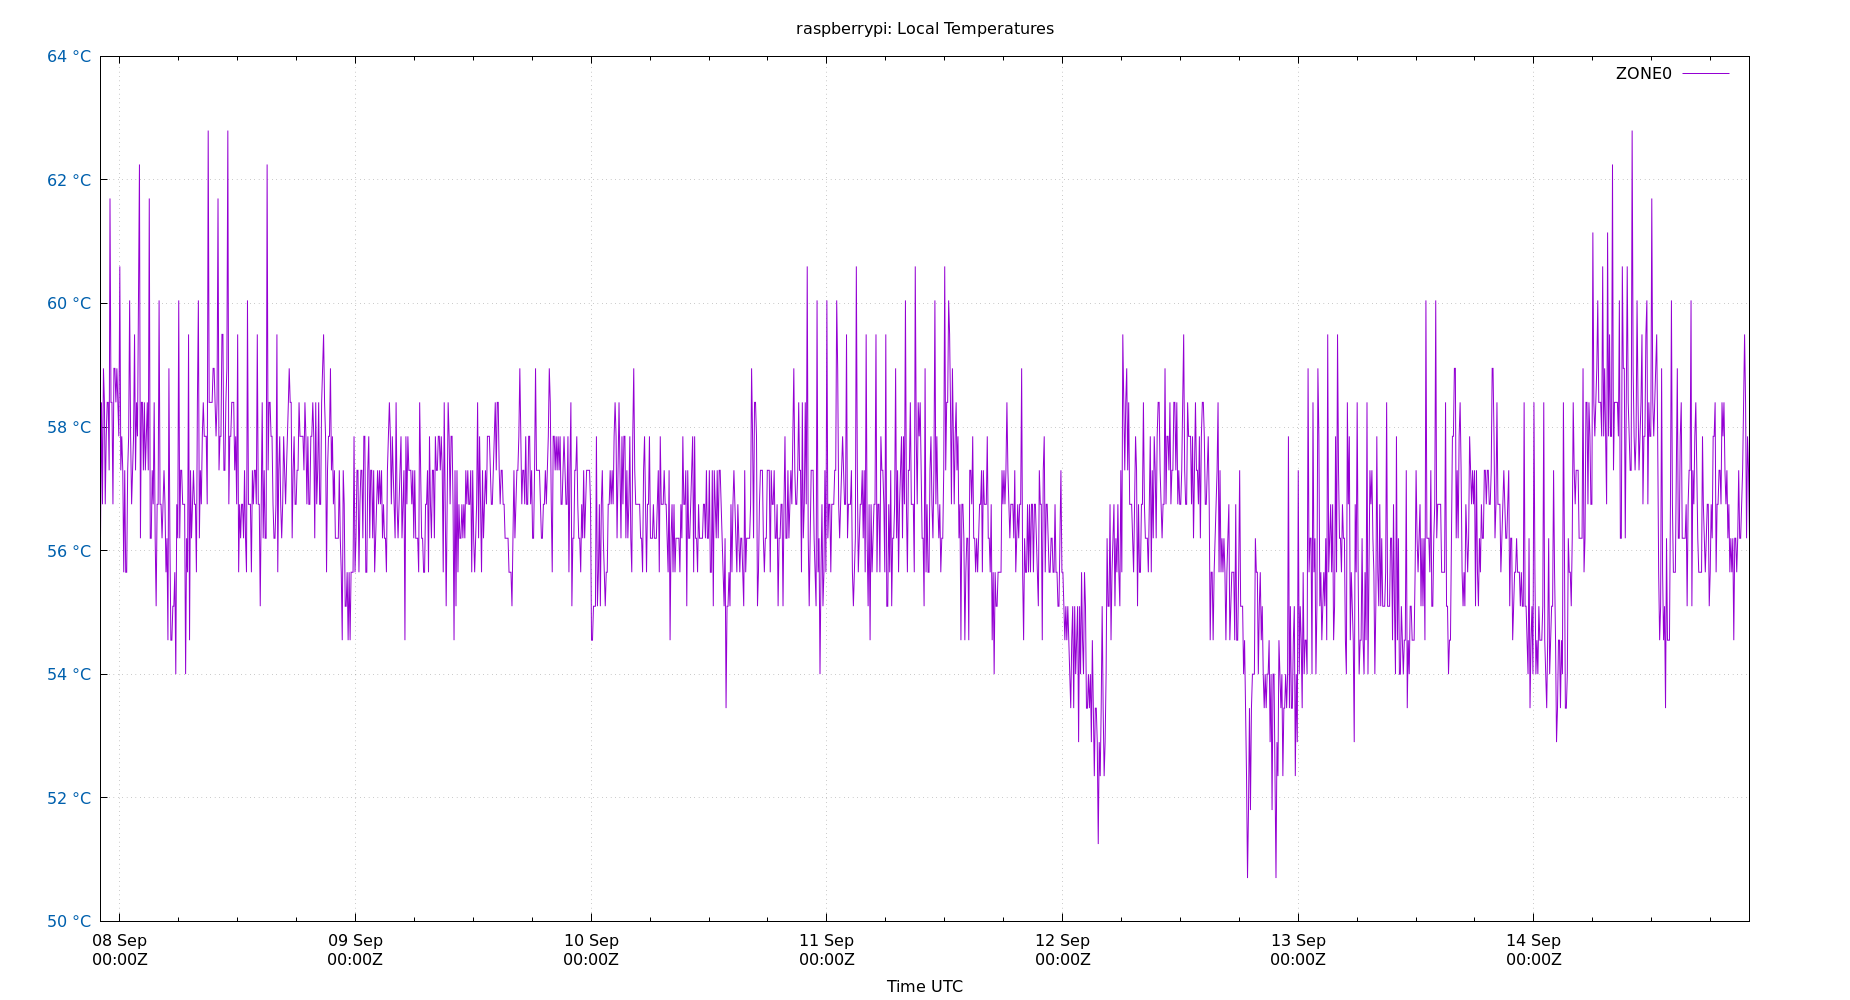 raspberrypi: Local Temperatures
64 °C
ZONE0
62 °C
60 °C
58 °C
56 °C
54 °C
52 °C
50 °C
08 Sep 09 Sep 10 Sep 11 Sep 12 Sep 13 Sep 14 Sep
00:00Z 00:00Z 00:00Z 00:00Z 00:00Z 00:00Z 00:00Z
Time UTC